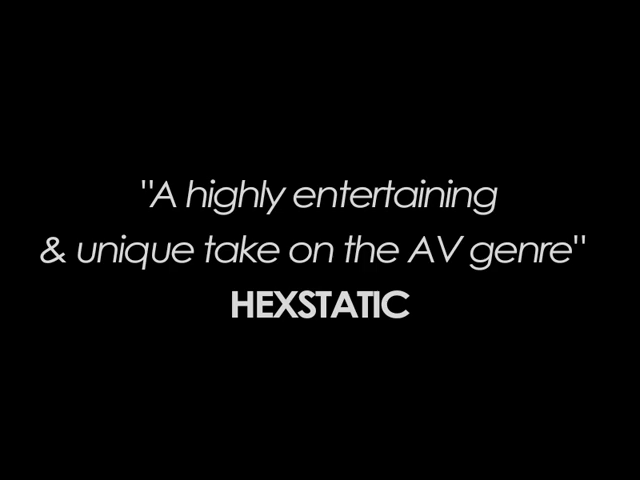 "A highly entertaining
& unique take on the AV genre"
HEXSTATIC